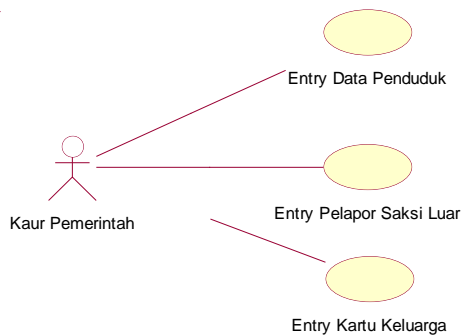 Entry Data Penduduk
Entry Pelapor Saksi Luar
Kaur Pemerintah
Entry Kartu Keluarga